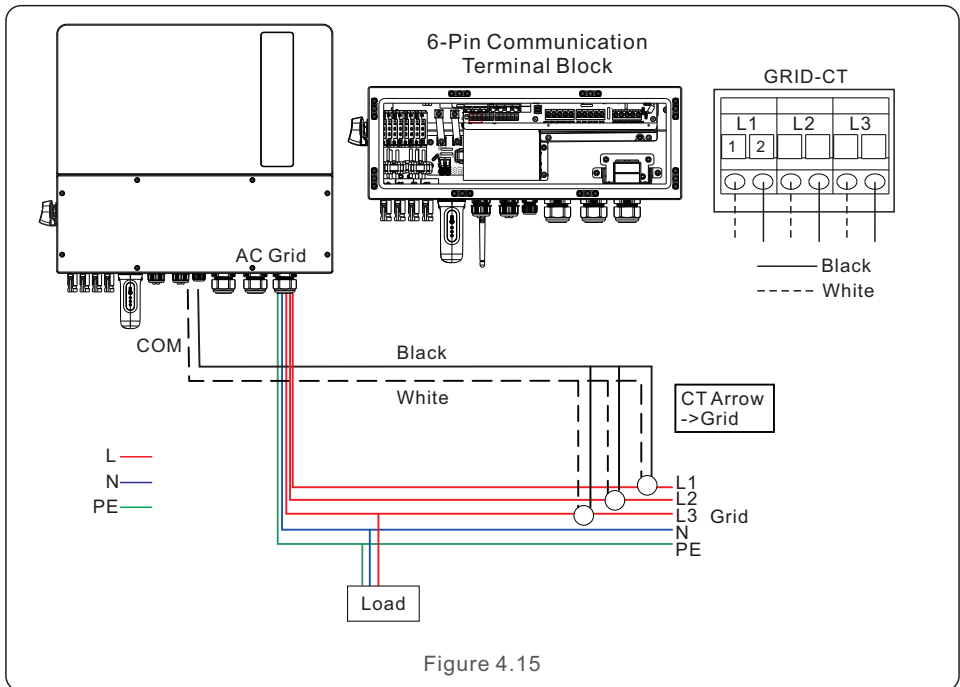 6-Pin Communication
Terminal Block
GRID-CT
L1 L2 L3
1 2
AC Grid
Black
White
COM
Black
White
CT Arrow
->Grid
L
N
PE
L1
L2
L3 Grid
N
PE
Load
Figure 4.15